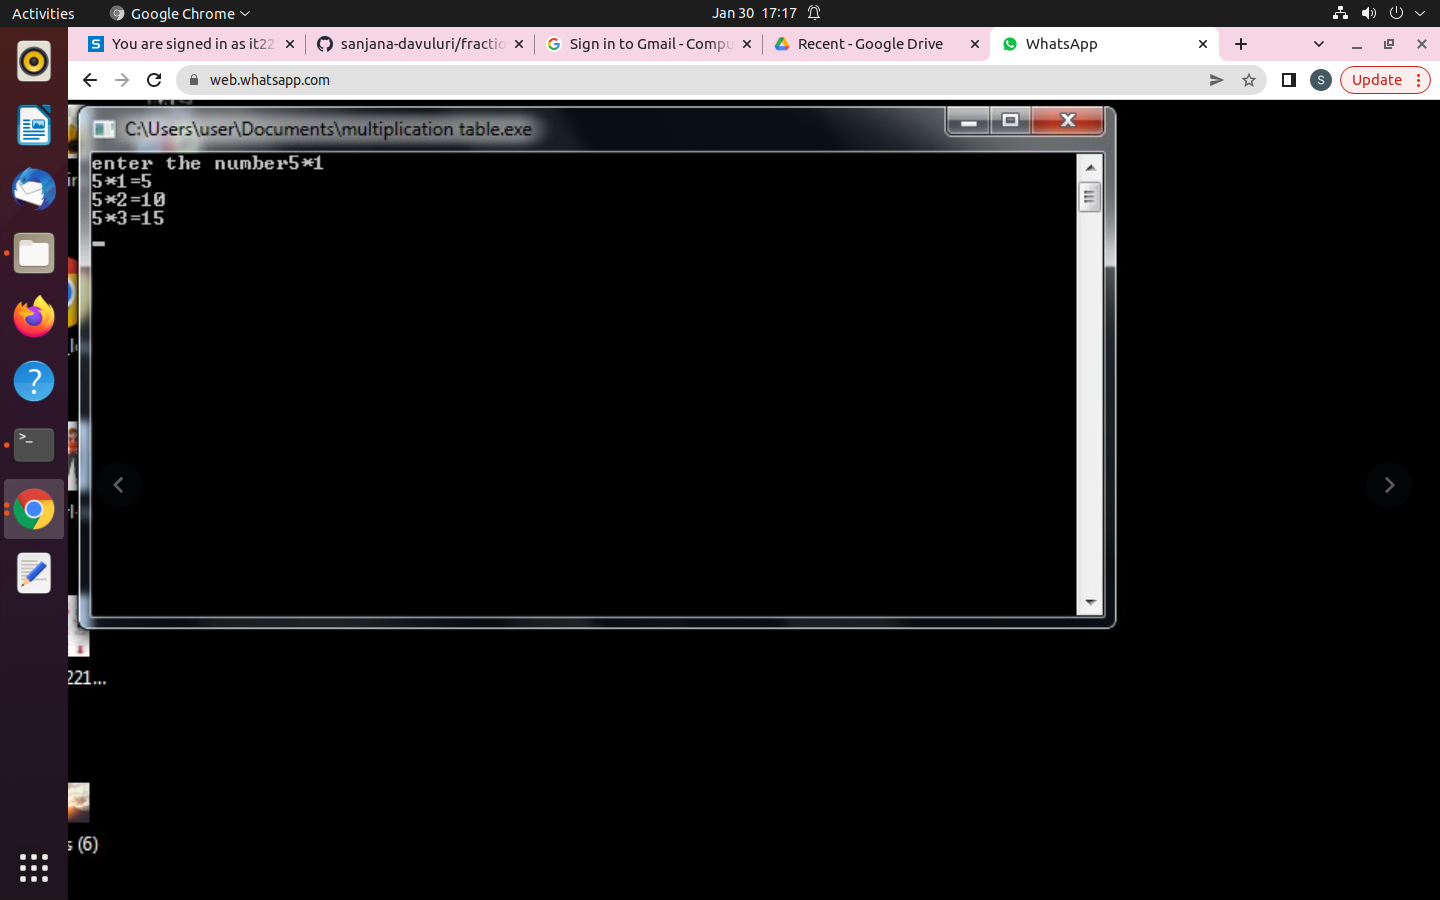 Activities
Google Chrome
Jan 30 17:17
You are signed in as it22
sanjana-davuluri/fractio
Sign in to Gmail - Compu
Recent - Google Drive
WhatsApp
web.whatsapp.com
S
Update
C:\Users\user\Documents\multiplication table.exe
enter the number5*1
5*1=5
5*2=10
5*3=15
221...
s (6)